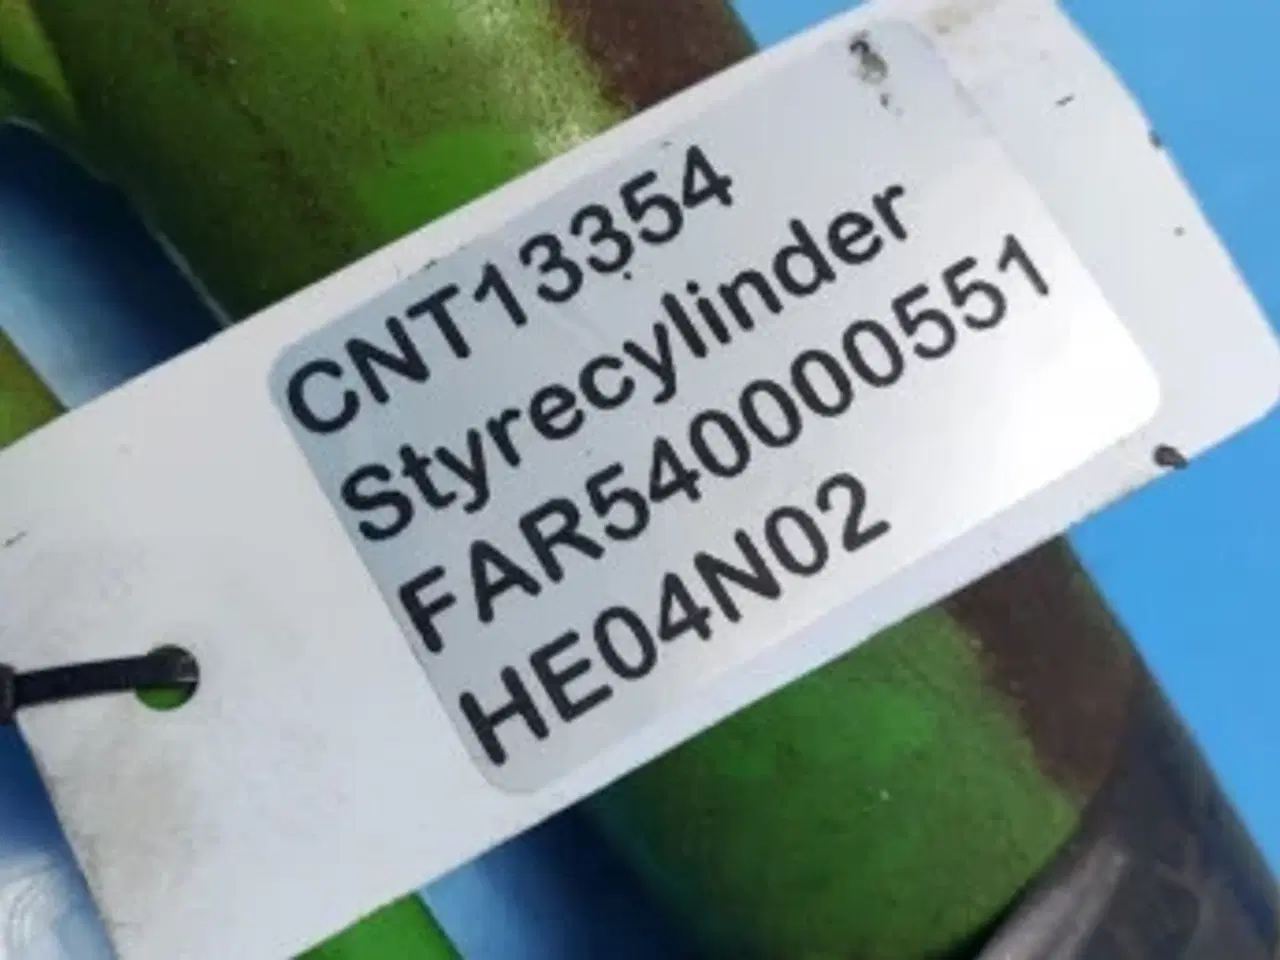 CNT13354
Styrecylinder
FAR540000551
HE04N02